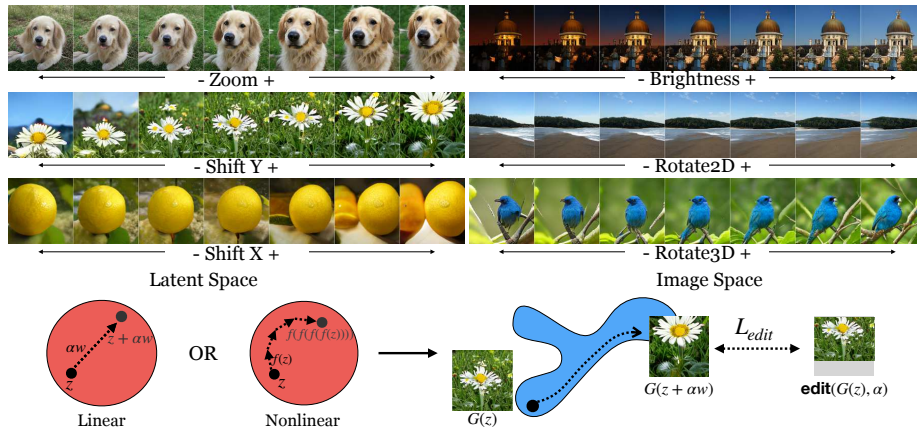 - Zoom +
- Brightness +
- Shift Y +
- Rotate2D +
- Shift X +
- Rotate3D +
Latent Space
Image Space
αw
z + αw
z
OR
f(f(f(f(z))))
f(z)
z
G(z)
G(z + αw)
L_edit
edit(G(z), α)
Linear
Nonlinear